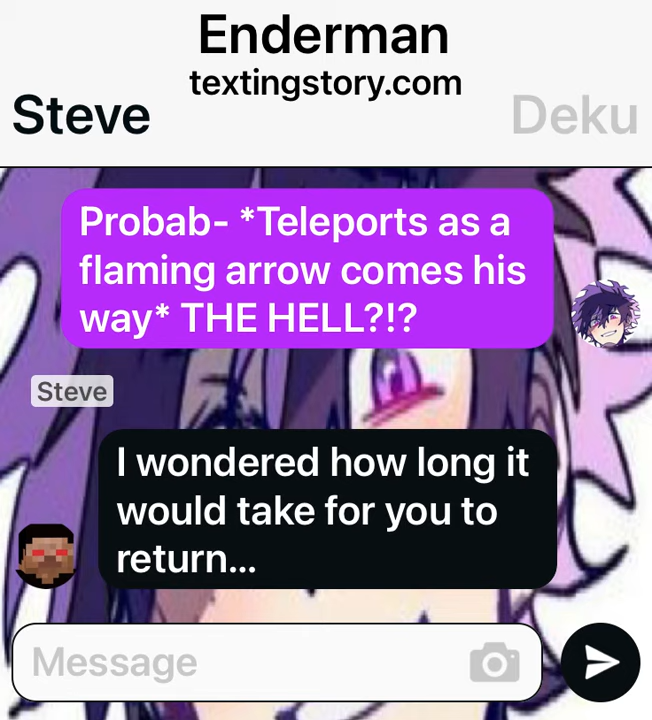 Enderman
textingstory.com
Steve
Deku
Probab- *Teleports as a
flaming arrow comes his
way* THE HELL?!?
Steve
I wondered how long it
would take for you to
return...
Message